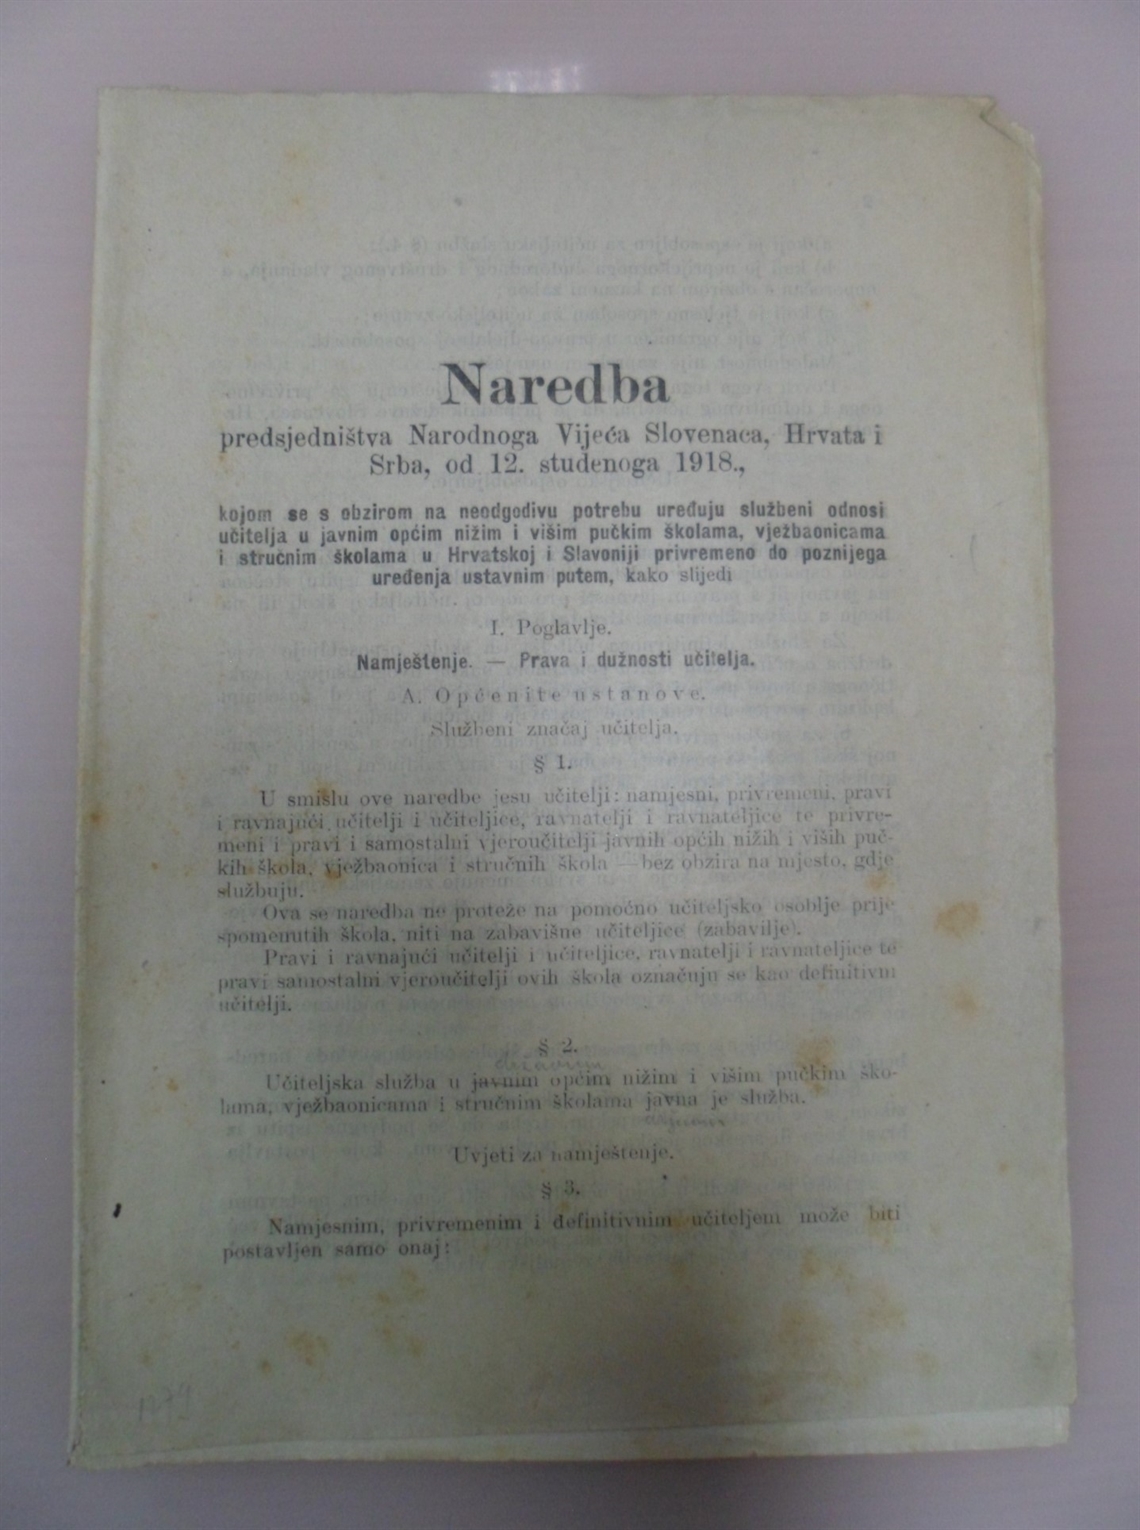 Naredba
predsjedništva Narodnoga Vijeća Slovenaca, Hrvata i
Srba, od 12. studenoga 1918.,
kojom se s obzirom na neodgodivu potrebu uređuju službeni odnosi
učitelja u javnim općim nižim i višim pučkim školama, vježbaonicama
i stručnim školama u Hrvatskoj i Slavoniji privremeno do poznijega
uređenja ustavnim putem, kako slijedi
I. Poglavlje.
Namještenje. — Prava i dužnosti učitelja.
A. Općenite ustanove.
Službeni značaj učitelja.
§ 1.
U smislu ove naredbe jesu učitelji: namjesni, privremeni, pravi
i ravnajući učitelji i učiteljice, ravnatelji i ravnateljice te privre-
meni i pravi i samostalni vjeroučitelji javnih općih nižih i viših puč-
kih škola, vježbaonica i stručnih škola — bez obzira na mjesto, gdje
službuju.
Ova se naredba ne proteže na pomoćno učiteljsko osoblje prije
spomenutih škola, niti na zabavišne učiteljice (zabavilje).
Pravi i ravnajući učitelji i učiteljice, ravnatelji i ravnateljice te
pravi samostalni vjeroučitelji ovih škola označuju se kao definitivni
učitelji.
§ 2.
državnim
Učiteljska služba u javnim općim nižim i višim pučkim ško-
lama, vježbaonicama i stručnim školama javna je služba.
Uvjeti za namještenje.
§ 3.
Namjesnim, privremenim i definitivnim učiteljem može biti
postavljen samo onaj: